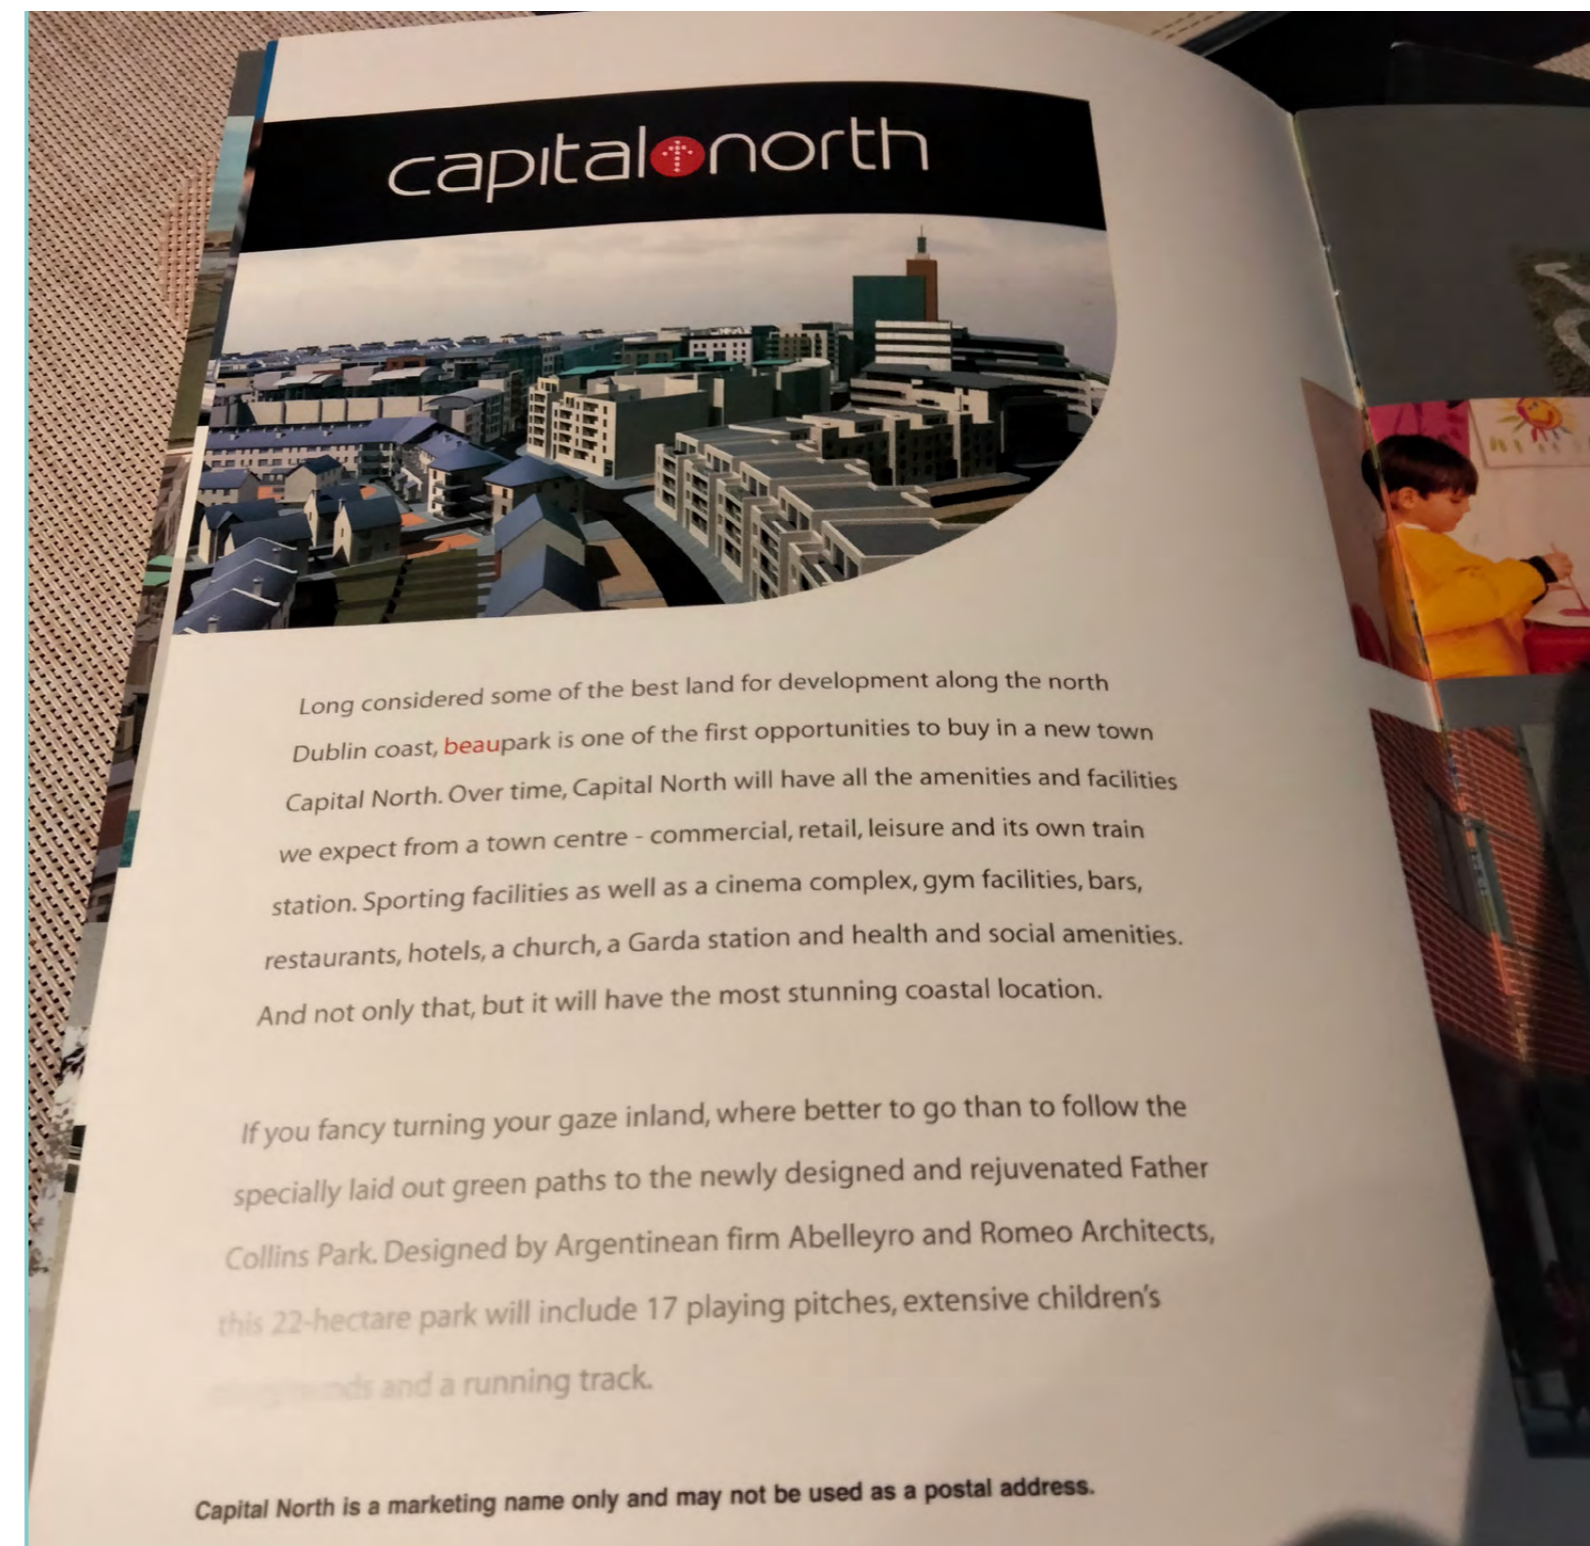 capital north
Long considered some of the best land for development along the north
Dublin coast, beaupark is one of the first opportunities to buy in a new town
Capital North. Over time, Capital North will have all the amenities and facilities
we expect from a town centre - commercial, retail, leisure and its own train
station. Sporting facilities as well as a cinema complex, gym facilities, bars,
restaurants, hotels, a church, a Garda station and health and social amenities.
And not only that, but it will have the most stunning coastal location.
If you fancy turning your gaze inland, where better to go than to follow the
specially laid out green paths to the newly designed and rejuvenated Father
Collins Park. Designed by Argentinean firm Abelleyro and Romeo Architects,
this 22-hectare park will include 17 playing pitches, extensive children's
and a running track.
Capital North is a marketing name only and may not be used as a postal address.